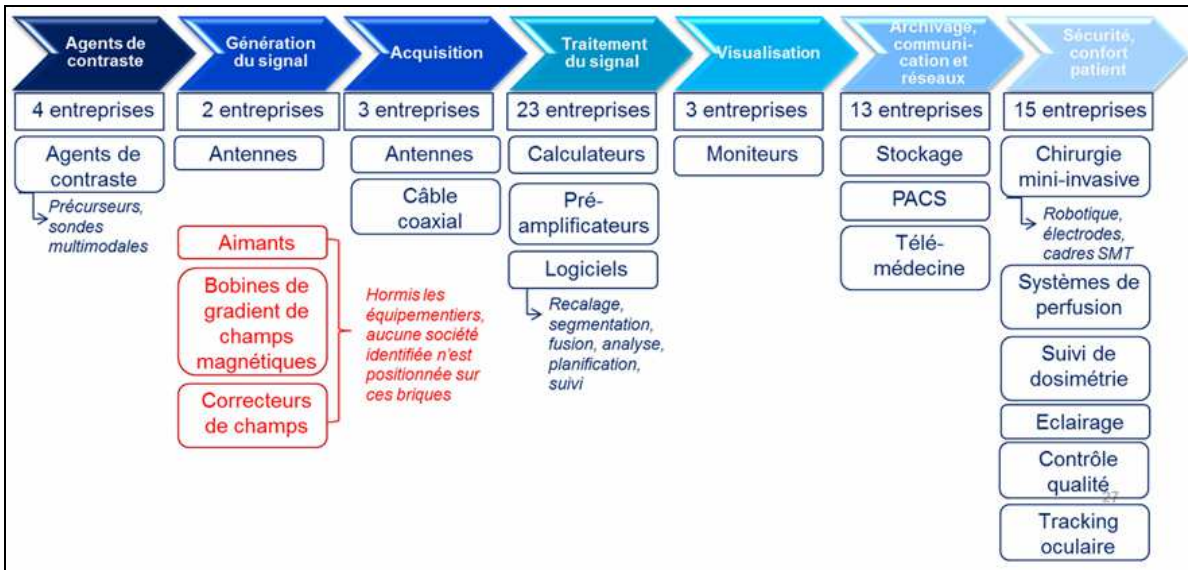 Agents de
contraste
Génération
du signal
Acquisition
Traitement
du signal
Visualisation
Archivage,
communi-
cation et
réseaux
Sécurité,
confort
patient
4 entreprises
2 entreprises
3 entreprises
23 entreprises
3 entreprises
13 entreprises
15 entreprises
Agents de
contraste
Précurseurs,
sondes
multimodales
Antennes
Aimants
Bobines de
gradient de
champs
magnétiques
Correcteurs
de champs
Hormis les
équipementiers,
aucune société
identifiée n'est
positionnée sur
ces briques
Antennes
Câble
coaxial
Calculateurs
Pré-
amplificateurs
Logiciels
Recalage,
segmentation,
fusion, analyse,
planification,
suivi
Moniteurs
Stockage
PACS
Télé-
médecine
Chirurgie
mini-invasive
Robotique,
électrodes,
cadres SMT
Systèmes de
perfusion
Suivi de
dosimétrie
Eclairage
Contrôle
qualité
27
Tracking
oculaire